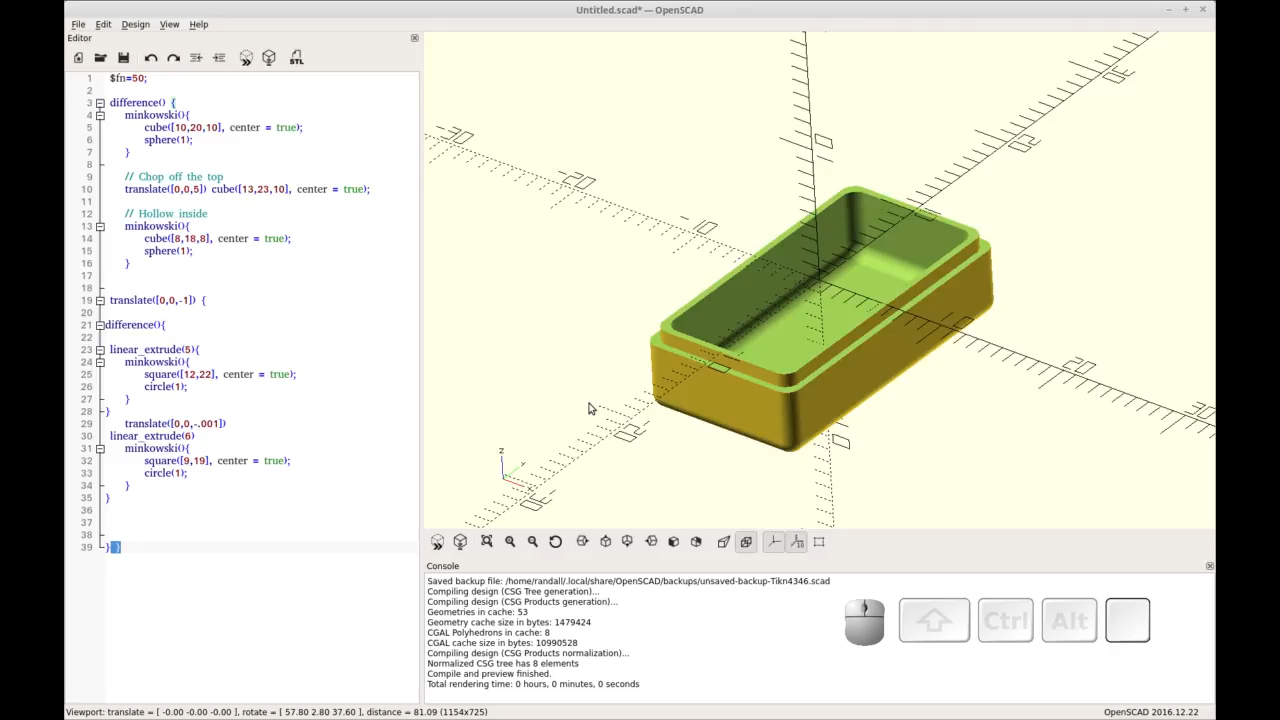 Untitled.scad* — OpenSCAD
File Edit Design View Help
Editor
STL
1 $fn=50;
2
3 difference() {
4 minkowski(){
5 cube([10,20,10], center = true);
6 sphere(1);
7 }
8
9 // Chop off the top
10 translate([0,0,5]) cube([13,23,10], center = true);
11
12 // Hollow inside
13 minkowski(){
14 cube([8,18,8], center = true);
15 sphere(1);
16 }
17
18
19 translate([0,0,-1]) {
20
21 difference(){
22
23 linear_extrude(5){
24 minkowski(){
25 square([12,22], center = true);
26 circle(1);
27 }
28 }
29 translate([0,0,-.001])
30 linear_extrude(6)
31 minkowski(){
32 square([9,19], center = true);
33 circle(1);
34 }
35 }
36
37
38
39 } }
Console
Saved backup file: /home/randall/.local/share/OpenSCAD/backups/unsaved-backup-Tikn4346.scad
Compiling design (CSG Tree generation)...
Compiling design (CSG Products generation)...
Geometries in cache: 53
Geometry cache size in bytes: 1479424
CGAL Polyhedrons in cache: 8
CGAL cache size in bytes: 10990528
Compiling design (CSG Products normalization)...
Normalized CSG tree has 8 elements
Compile and preview finished.
Total rendering time: 0 hours, 0 minutes, 0 seconds
Ctrl Alt
Viewport: translate = [ -0.00 -0.00 -0.00 ], rotate = [ 57.80 2.80 37.60 ], distance = 81.09 (1154x725)
OpenSCAD 2016.12.22